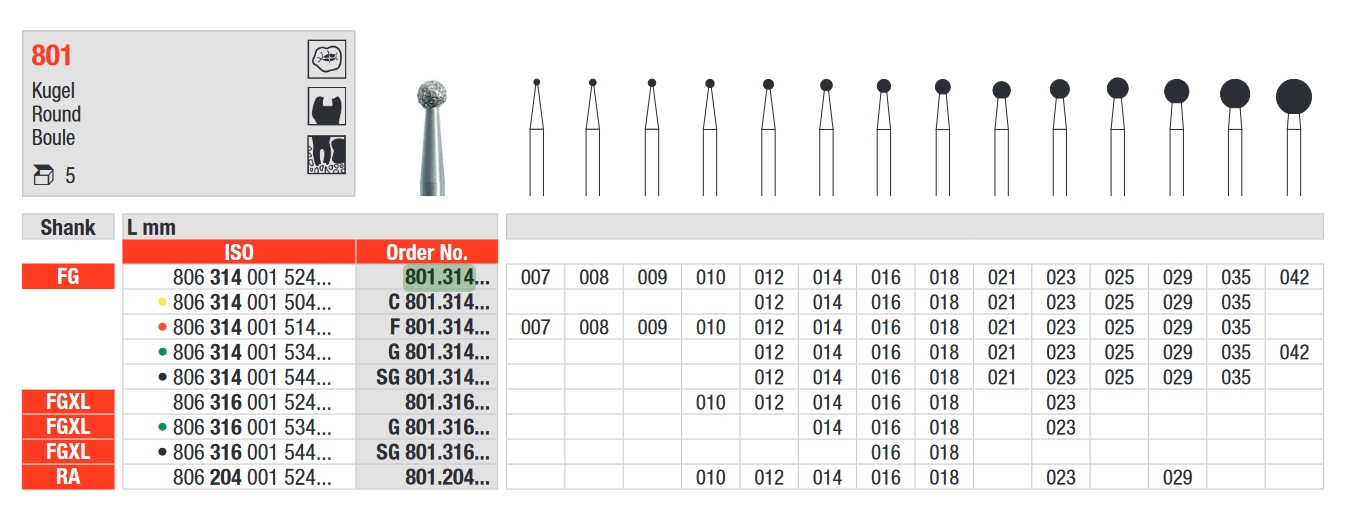 801
Kugel
Round
Boule
5
Shank L mm
ISO Order No.
FG 806 314 001 524... 801.314... 007 008 009 010 012 014 016 018 021 023 025 029 035 042
806 314 001 504... C 801.314... 012 014 016 018 021 023 025 029 035
806 314 001 514... F 801.314... 007 008 009 010 012 014 016 018 021 023 025 029 035
806 314 001 534... G 801.314... 012 014 016 018 021 023 025 029 035 042
806 314 001 544... SG 801.314... 012 014 016 018 021 023 025 029 035
FGXL 806 316 001 524... 801.316... 010 012 014 016 018 023
FGXL 806 316 001 534... G 801.316... 014 016 018 023
FGXL 806 316 001 544... SG 801.316... 016 018
RA 806 204 001 524... 801.204... 010 012 014 016 018 023 029